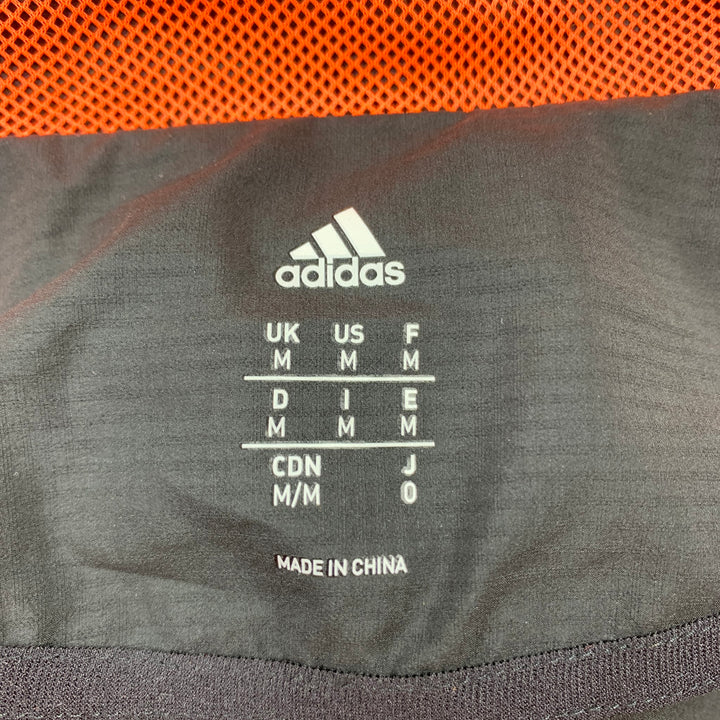 adidas
UK US F
M M M
D I E
M M M
CDN J
M/M O
MADE IN CHINA